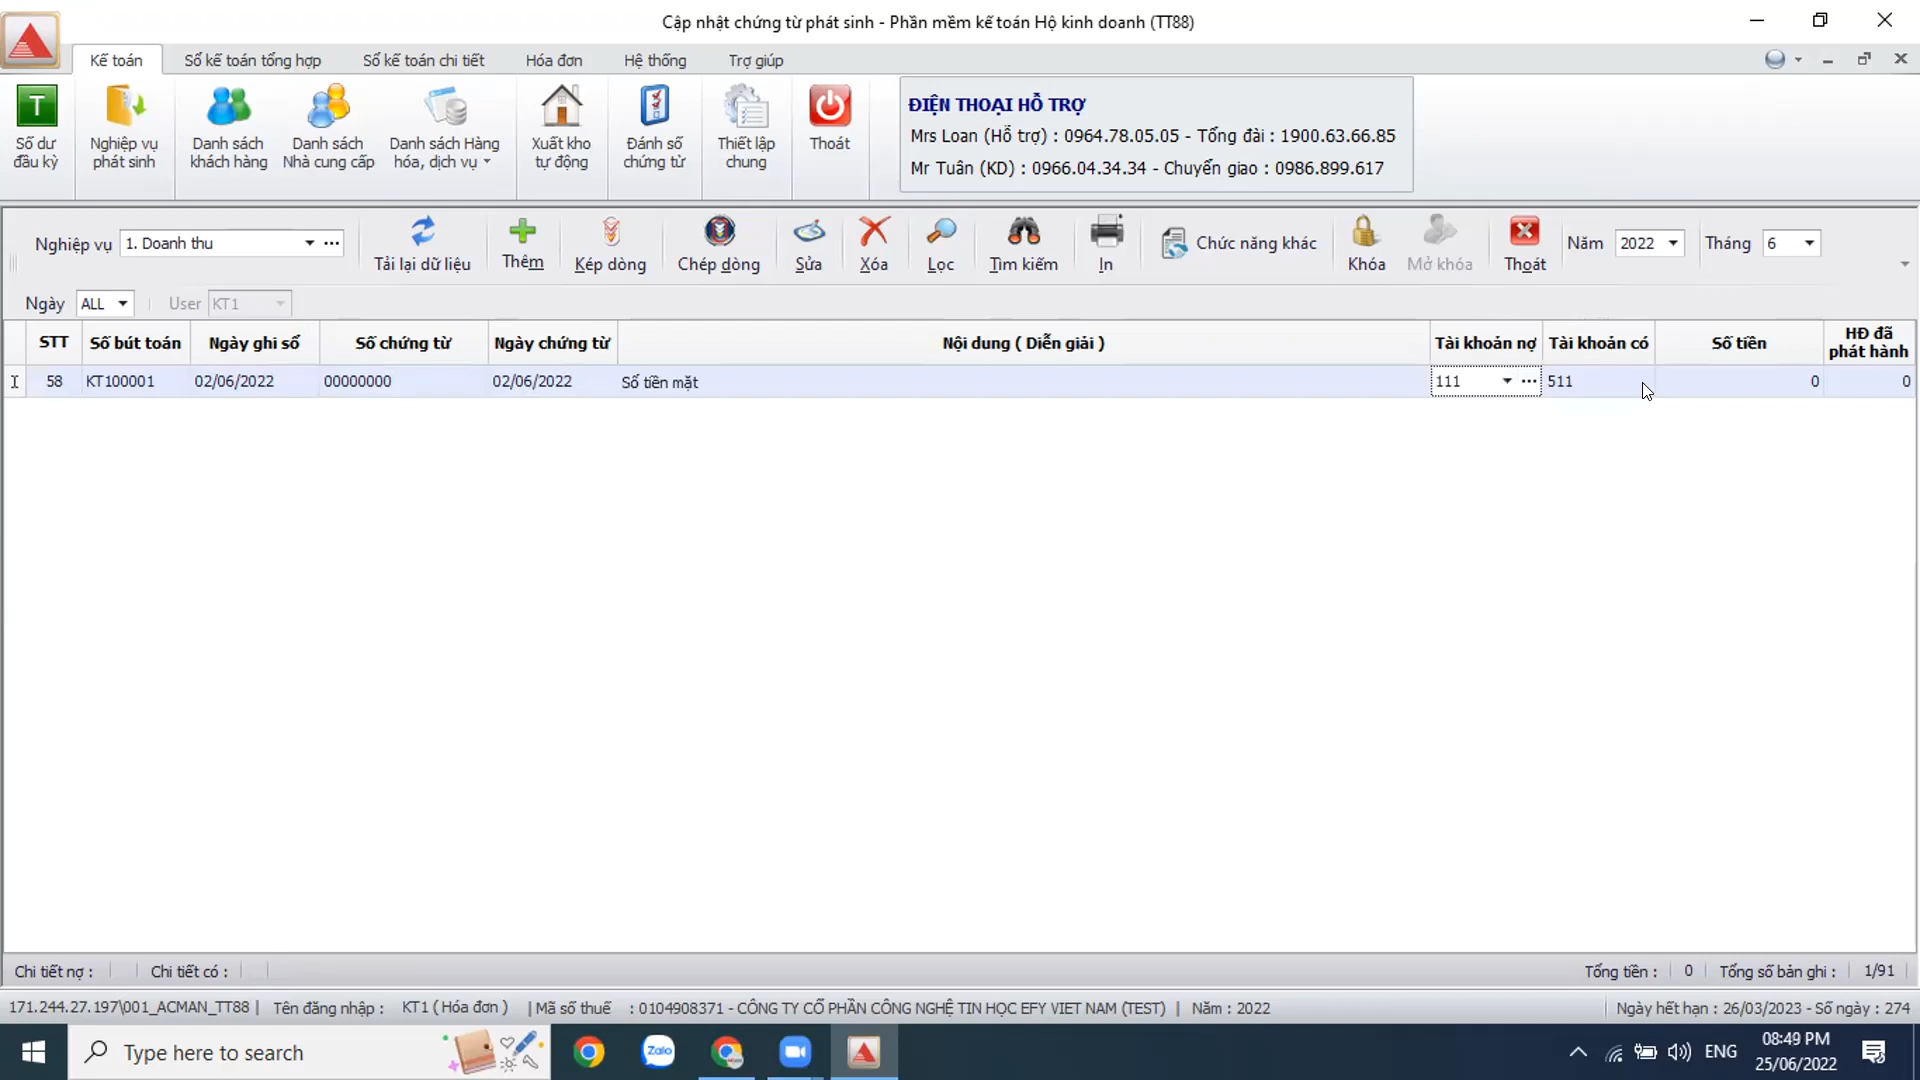 Cập nhật chứng từ phát sinh - Phần mềm kế toán Hộ kinh doanh (TT88)
Kế toán Sổ kế toán tổng hợp Sổ kế toán chi tiết Hóa đơn Hệ thống Trợ giúp
T
Số dư đầu kỳ
Nghiệp vụ phát sinh
Danh sách khách hàng
Danh sách Nhà cung cấp
Danh sách Hàng hóa, dịch vụ
Xuất kho tự động
Đánh số chứng từ
Thiết lập chung
Thoát
ĐIỆN THOẠI HỖ TRỢ
Mrs Loan (Hỗ trợ) : 0964.78.05.05 - Tổng đài : 1900.63.66.85
Mr Tuân (KD) : 0966.04.34.34 - Chuyển giao : 0986.899.617
Nghiệp vụ 1. Doanh thu Tải lại dữ liệu Thêm Kép dòng Chép dòng Sửa Xóa Lọc Tìm kiếm In Chức năng khác Khóa Mở khóa Thoát Năm 2022 Tháng 6
Ngày ALL User KT1
STT Số bút toán Ngày ghi sổ Số chứng từ Ngày chứng từ Nội dung ( Diễn giải ) Tài khoản nợ Tài khoản có Số tiền HĐ đã phát hành
58 KT100001 02/06/2022 00000000 02/06/2022 Số tiền mặt 111 511 0 0
Chi tiết nợ : Chi tiết có : Tổng tiền : 0 Tổng số bản ghi : 1/91
171.244.27.197\001_ACMAN_TT88 | Tên đăng nhập : KT1 ( Hóa đơn ) | Mã số thuế : 0104908371 - CÔNG TY CỔ PHẦN CÔNG NGHỆ TIN HỌC EFY VIET NAM (TEST) | Năm : 2022 Ngày hết hạn : 26/03/2023 - Số ngày : 274
Type here to search Zalo ENG 08:49 PM
25/06/2022